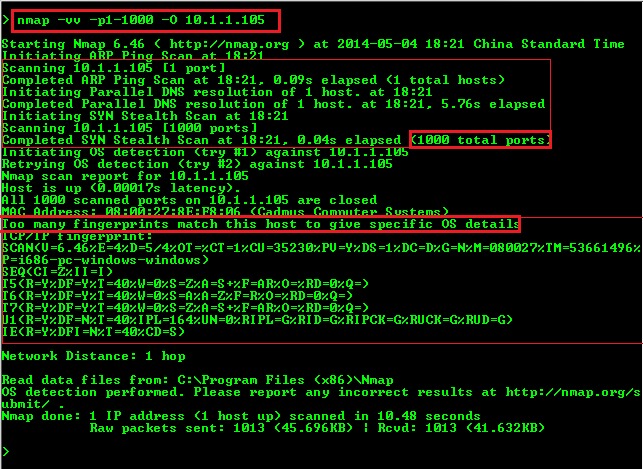 > nmap -vv -p1-1000 -O 10.1.1.105
Starting Nmap 6.46 ( http://nmap.org ) at 2014-05-04 18:21 China Standard Time
Initiating ARP Ping Scan at 18:21
Scanning 10.1.1.105 [1 port]
Completed ARP Ping Scan at 18:21, 0.09s elapsed (1 total hosts)
Initiating Parallel DNS resolution of 1 host. at 18:21
Completed Parallel DNS resolution of 1 host. at 18:21, 5.76s elapsed
Initiating SYN Stealth Scan at 18:21
Scanning 10.1.1.105 [1000 ports]
Completed SYN Stealth Scan at 18:21, 0.04s elapsed (1000 total ports)
Initiating OS detection (try #1) against 10.1.1.105
Retrying OS detection (try #2) against 10.1.1.105
Nmap scan report for 10.1.1.105
Host is up (0.00017s latency).
All 1000 scanned ports on 10.1.1.105 are closed
MAC Address: 08:00:27:8E:F8:06 (Cadmus Computer Systems)
Too many fingerprints match this host to give specific OS details
TCP/IP fingerprint:
SCAN(V=6.46%E=4%D=5/4%OT=%CT=1%CU=35230%PV=Y%DS=1%DC=D%G=N%M=080027%TM=53661496%
P=i686-pc-windows-windows)
SEQ(CI=Z%II=I)
T5(R=Y%DF=Y%T=40%W=0%S=Z%A=S+%F=AR%O=%RD=0%Q=)
T6(R=Y%DF=Y%T=40%W=0%S=A%A=Z%F=R%O=%RD=0%Q=)
T7(R=Y%DF=Y%T=40%W=0%S=Z%A=S+%F=AR%O=%RD=0%Q=)
U1(R=Y%DF=N%T=40%IPL=164%UN=0%RIPL=G%RID=G%RIPCK=G%RUCK=G%RUD=G)
IE(R=Y%DFI=N%T=40%CD=S)
Network Distance: 1 hop
Read data files from: C:\Program Files (x86)\Nmap
OS detection performed. Please report any incorrect results at http://nmap.org/s
ubmit/ .
Nmap done: 1 IP address (1 host up) scanned in 10.48 seconds
Raw packets sent: 1013 (45.696KB) | Rcvd: 1013 (41.632KB)
>